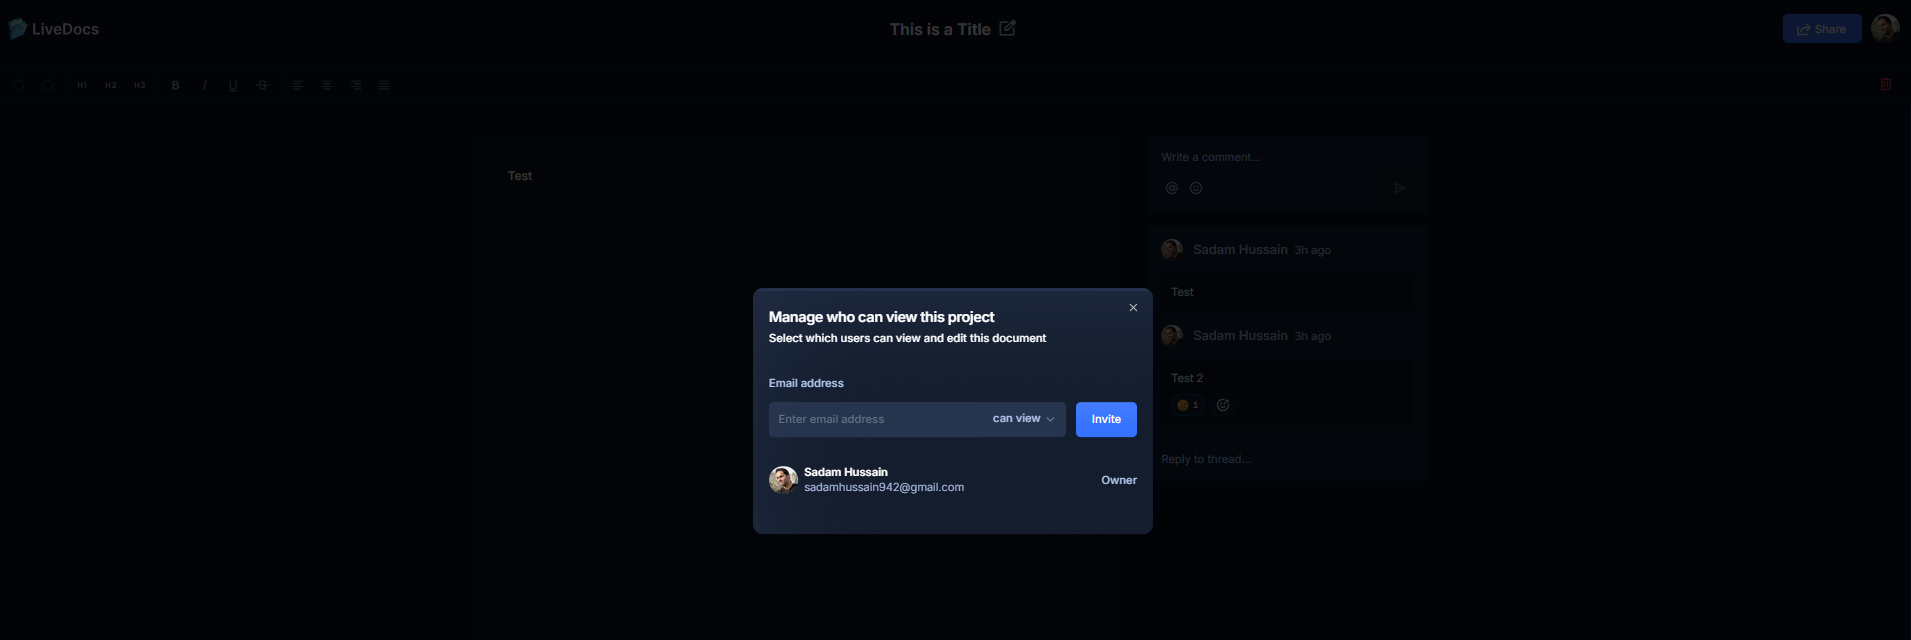 LiveDocs
This is a Title
Share
H1 H2 H3 B I U S
Test
Write a comment...
Sadam Hussain 3h ago
Test
Sadam Hussain 3h ago
Test 2
1
Reply to thread...
Manage who can view this project
Select which users can view and edit this document
Email address
Enter email address can view Invite
Sadam Hussain
sadamhussain942@gmail.com
Owner